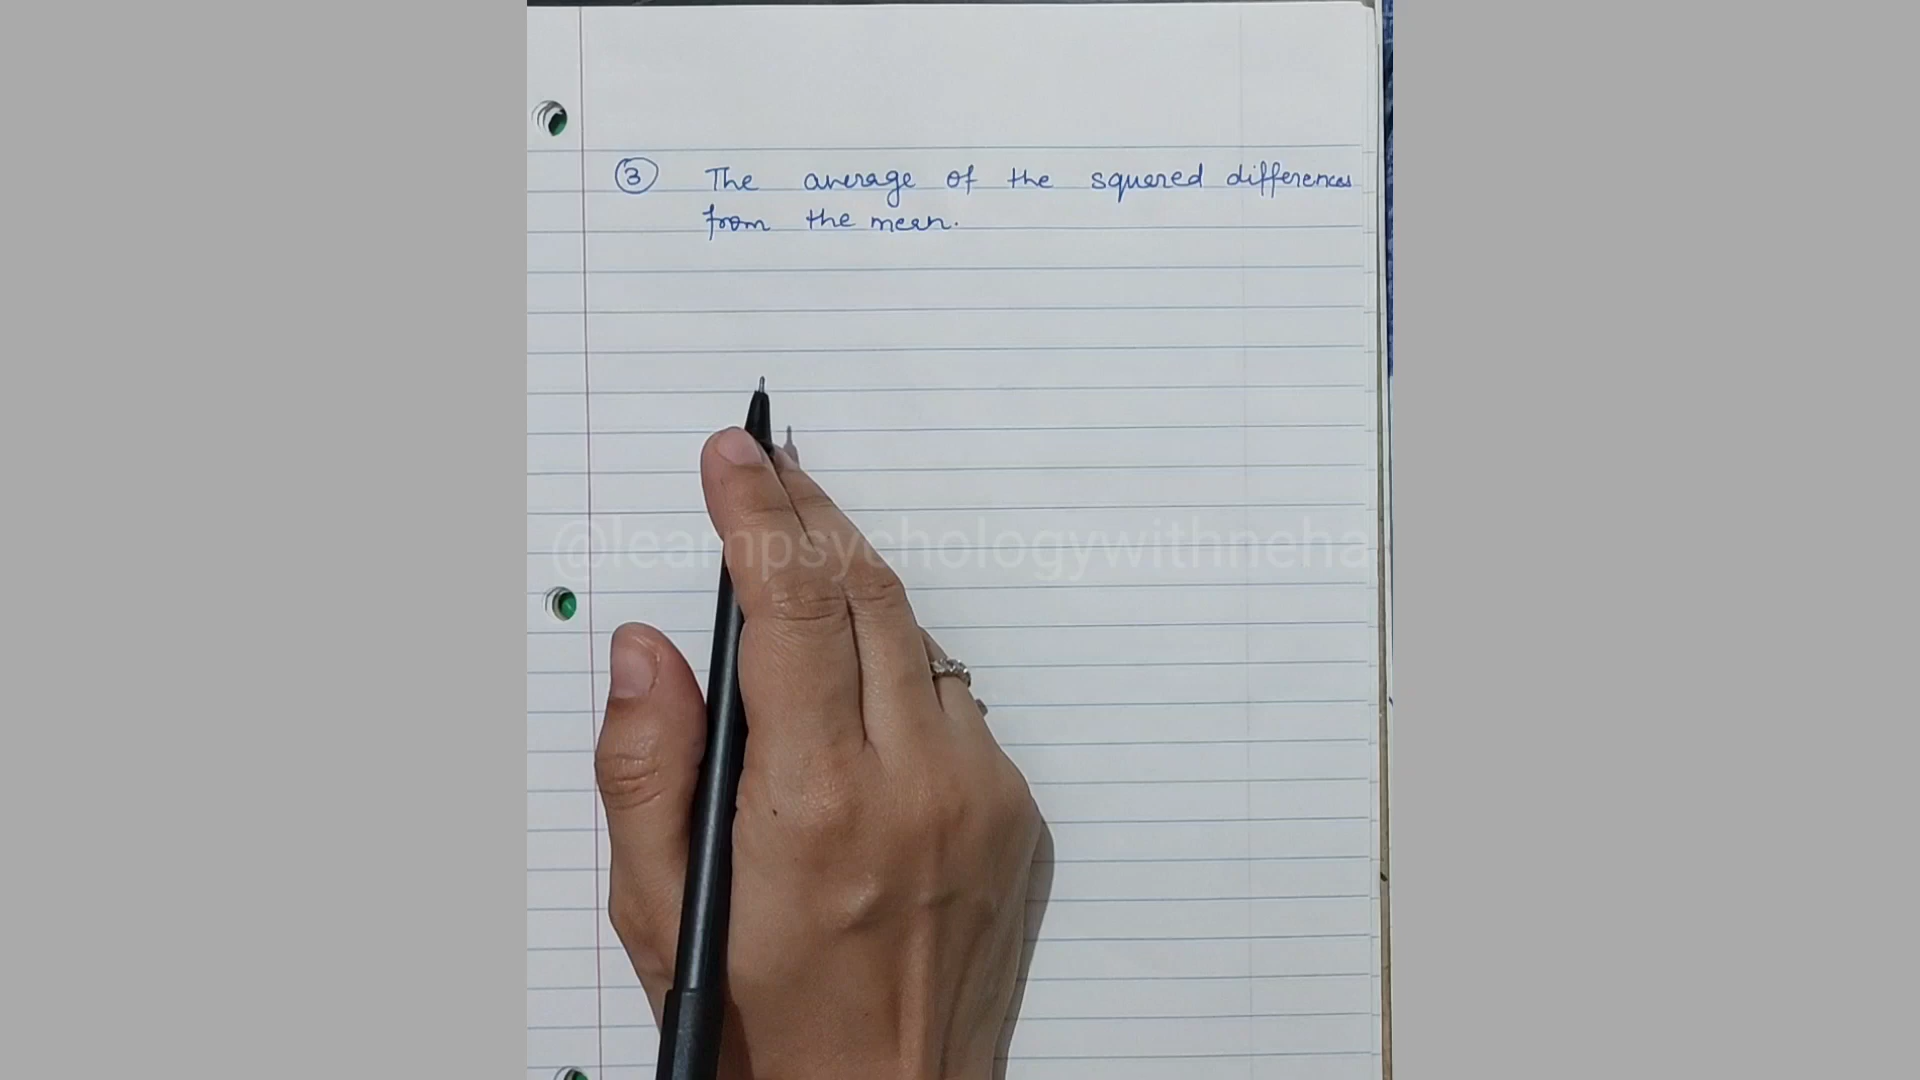 ③ The average of the squared differences
from the mean.
@learnpsychologywithneha